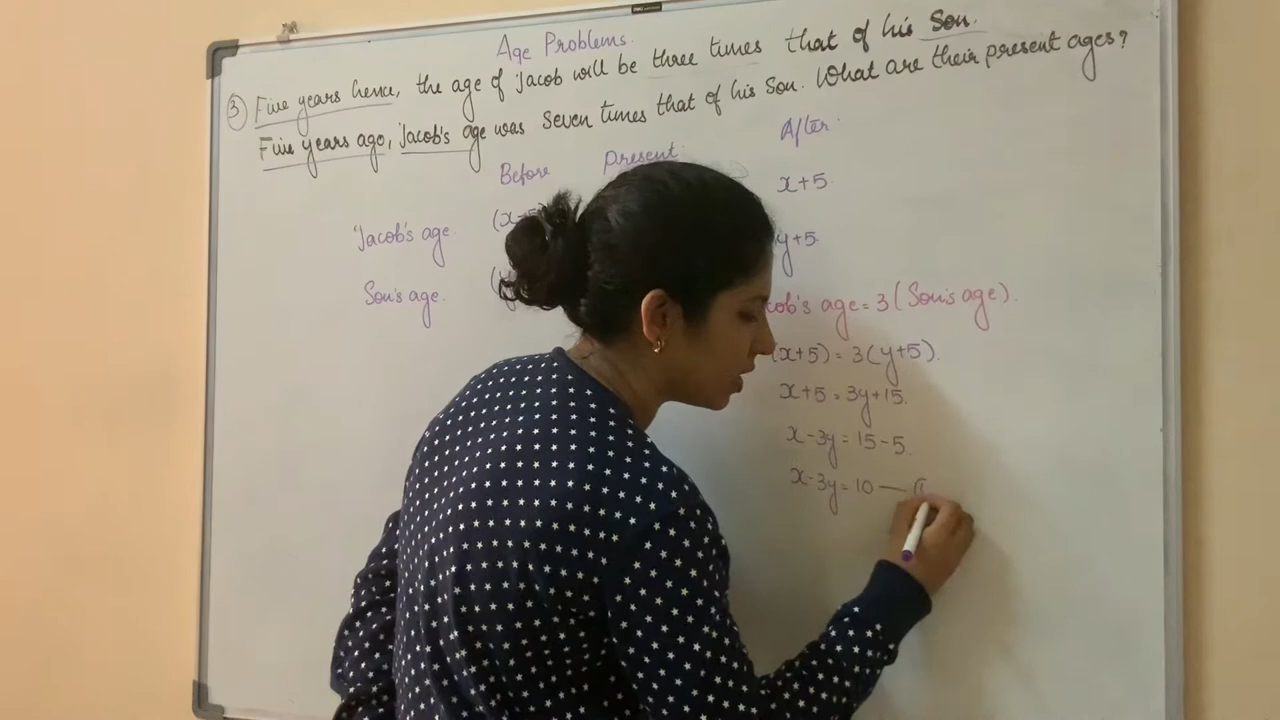 Age Problems.
③ Five years hence, the age of Jacob will be three times that of his Son.
Five years ago, Jacob's age was seven times that of his Son. What are their present ages?
Before Present After
Jacob's age. x+5
Son's age. y+5
age = 3 (Son's age).
x+5) = 3(y+5).
x+5 = 3y+15.
x-3y = 15-5.
x-3y = 10 —